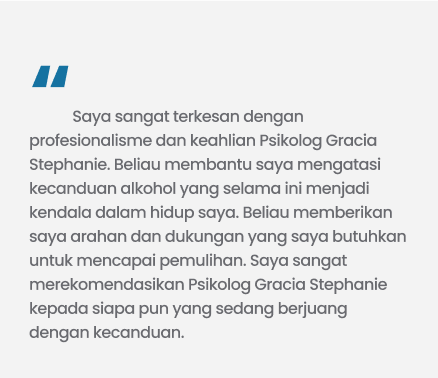 “
Saya sangat terkesan dengan
profesionalisme dan keahlian Psikolog Gracia
Stephanie. Beliau membantu saya mengatasi
kecanduan alkohol yang selama ini menjadi
kendala dalam hidup saya. Beliau memberikan
saya arahan dan dukungan yang saya butuhkan
untuk mencapai pemulihan. Saya sangat
merekomendasikan Psikolog Gracia Stephanie
kepada siapa pun yang sedang berjuang
dengan kecanduan.